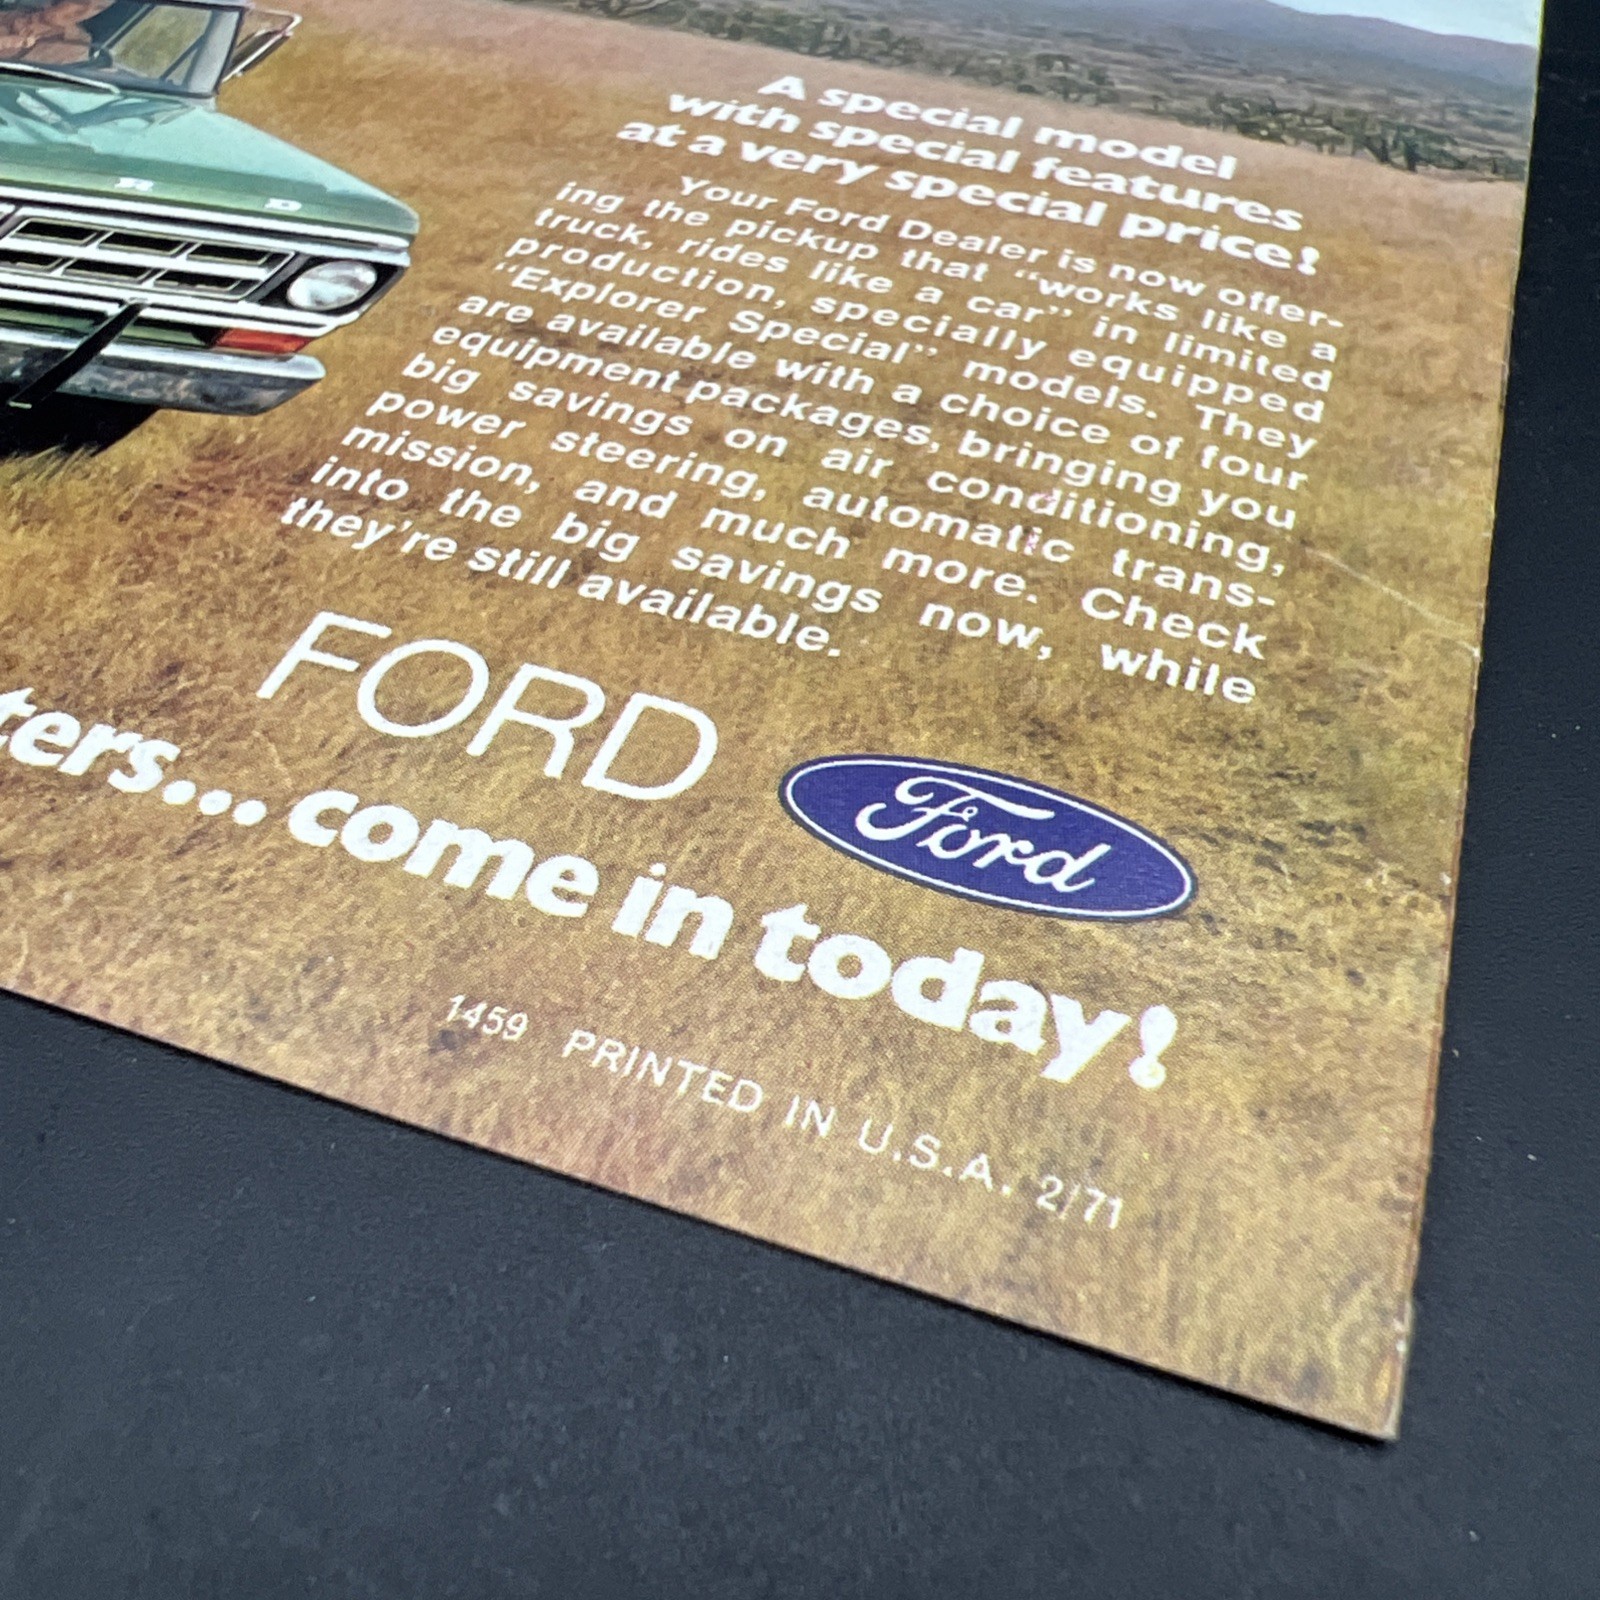 A special model
with special features
at a very special price!
Your Ford Dealer is now offer-
ing the pickup that "works like a
truck, rides like a car" in limited
production, specially equipped
"Explorer Special" models. They
are available with a choice of four
equipment packages, bringing you
big savings on air conditioning,
power steering, automatic trans-
mission, and much more. Check
into the big savings now, while
they're still available.
R D
FORD
Ford
ters... come in today!
1459 PRINTED IN U.S.A. 2/71